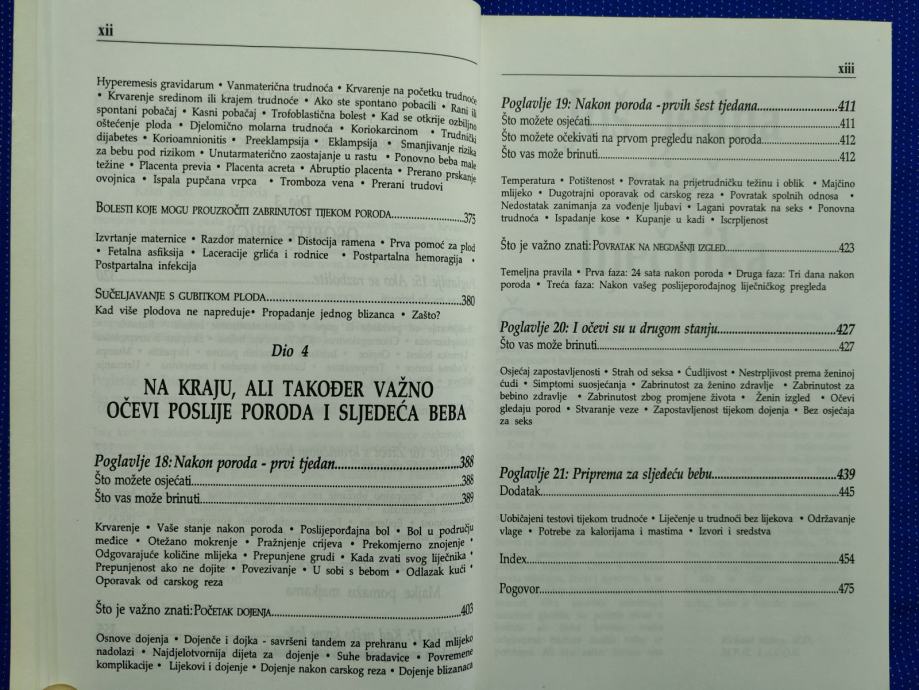 xii
Hyperemesis gravidarum • Vanmaterična trudnoća • Krvarenje na početku trudnoće
• Krvarenje sredinom ili krajem trudnoće • Ako ste spontano pobacili • Rani ili
spontani pobačaj • Kasni pobačaj • Trofoblastična bolest • Kad se otkrije ozbiljno
oštećenje ploda • Djelomično molarna trudnoća • Koriokarcinom • Trudnički
dijabetes • Korioamnionitis • Preeklampsija • Eklampsija • Smanjivanje rizika
za bebu pod rizikom • Unutarmaterično zaostajanje u rastu • Ponovno beba male
težine • Placenta previa • Placenta acreta • Abruptio placenta • Prerano prskanje
ovojnica • Ispala pupčana vrpca • Tromboza vena • Prerani trudovi
BOLESTI KOJE MOGU PROUZROČITI ZABRINUTOST TIJEKOM PORODA....375
Izvrtanje maternice • Razdor maternice • Distocija ramena • Prva pomoć za plod
• Fetalna asfiksija • Laceracije grlića i rodnice • Postpartalna hemoragija •
Postpartalna infekcija
SUČELJAVANJE S GUBITKOM PLODA....380
Kad više plodova ne napreduje• Propadanje jednog blizanca • Zašto?
Dio 4
NA KRAJU, ALI TAKOĐER VAŽNO
OČEVI POSLIJE PORODA I SLJEDEĆA BEBA
Poglavlje 18: Nakon poroda - prvi tjedan....388
Što možete osjećati....388
Što vas može brinuti....389
Krvarenje • Vaše stanje nakon poroda • Poslijeporđajna bol • Bol u području
medice • Otežano mokrenje • Pražnjenje crijeva • Prekomjerno znojenje •
Odgovarajuće količine mlijeka • Prepunjene grudi • Kada zvati svog liječnika •
Prepunjenost ako ne dojite • Povezivanje • U sobi s bebom • Odlazak kući •
Oporavak od carskog reza
Što je važno znati: POČETAK DOJENJA....403
Osnove dojenja • Dojenče i dojka - savršeni tandem za prehranu • Kad mlijeko
nadolazi • Najdjelotvornija dijeta za dojenje • Suhe bradavice • Povremene
komplikacije • Lijekovi i dojenje • Dojenje nakon carskog reza • Dojenje blizanaca
xiii
Poglavlje 19: Nakon poroda -prvih šest tjedana....411
Što možete osjećati....411
Što možete očekivati na prvom pregledu nakon poroda....412
Što vas može brinuti....412
Temperatura • Potištenost • Povratak na prijetrudničku težinu i oblik • Majčino
mlijeko • Dugotrajni oporavak od carskog reza • Povratak spolnih odnosa •
Nedostatak zanimanja za vođenje ljubavi • Lagani povratak na seks • Ponovna
trudnoća • Ispadanje kose • Kupanje u kadi • Iscrpljenost
Što je važno znati: POVRATAK NA NEGDAŠNJI IZGLED....423
Temeljna pravila • Prva faza: 24 sata nakon poroda • Druga faza: Tri dana nakon
poroda • Treća faza: Nakon vašeg poslijeporođajnog liječničkog pregleda
Poglavlje 20: I očevi su u drugom stanju....427
Što vas može brinuti....427
Osjećaj zapostavljenosti • Strah od seksa • Ćudljivost • Nestrpljivost prema ženinoj
ćudi • Simptomi suosjećanja • Zabrinutost za ženino zdravlje • Zabrinutost za
bebino zdravlje • Zabrinutost zbog promjene života • Ženin izgled • Očevi
gledaju porod • Stvaranje veze • Zapostavljenost tijekom dojenja • Bez osjećaja
za seks
Poglavlje 21: Priprema za sljedeću bebu....439
Dodatak....445
Uobičajeni testovi tijekom trudnoće • Liječenje u trudnoći bez lijekova • Održavanje
vlage • Potrebe za kalorijama i mastima • Izvori i sredstva
Index....454
Pogovor....475